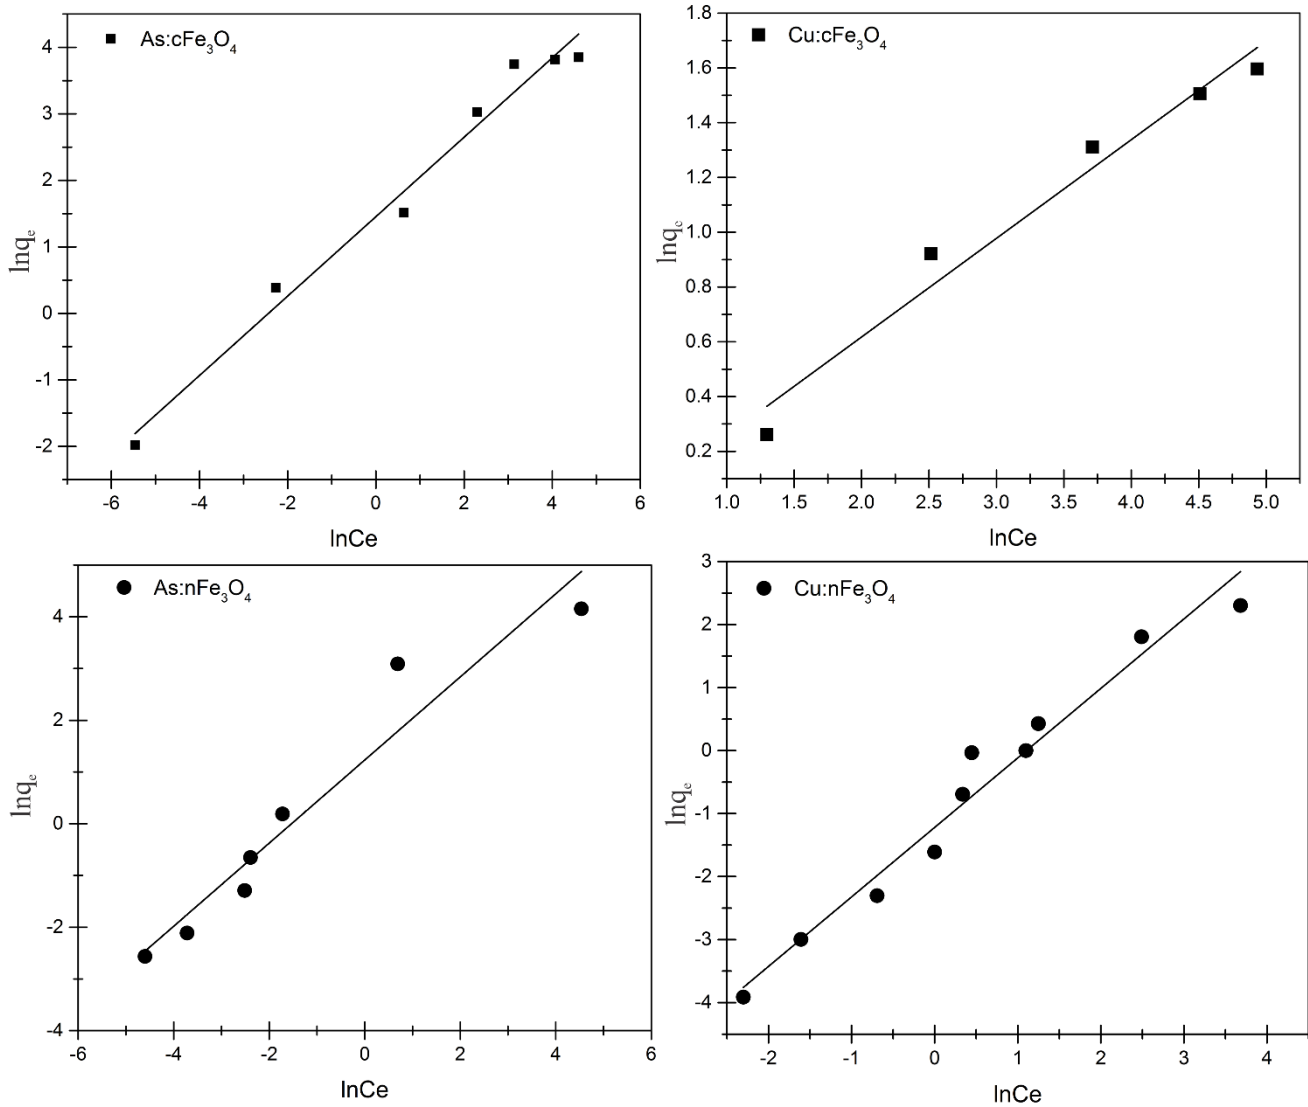 As:cFe₃O₄
4
3
2
1
0
-1
-2
lnqₑ
-6 -4 -2 0 2 4 6
lnCe
Cu:cFe₃O₄
1.8
1.6
1.4
1.2
1.0
0.8
0.6
0.4
0.2
lnqₑ
1.0 1.5 2.0 2.5 3.0 3.5 4.0 4.5 5.0
lnCe
As:nFe₃O₄
4
2
0
-2
-4
lnqₑ
-6 -4 -2 0 2 4 6
lnCe
Cu:nFe₃O₄
3
2
1
0
-1
-2
-3
-4
lnqₑ
-2 -1 0 1 2 3 4
lnCe